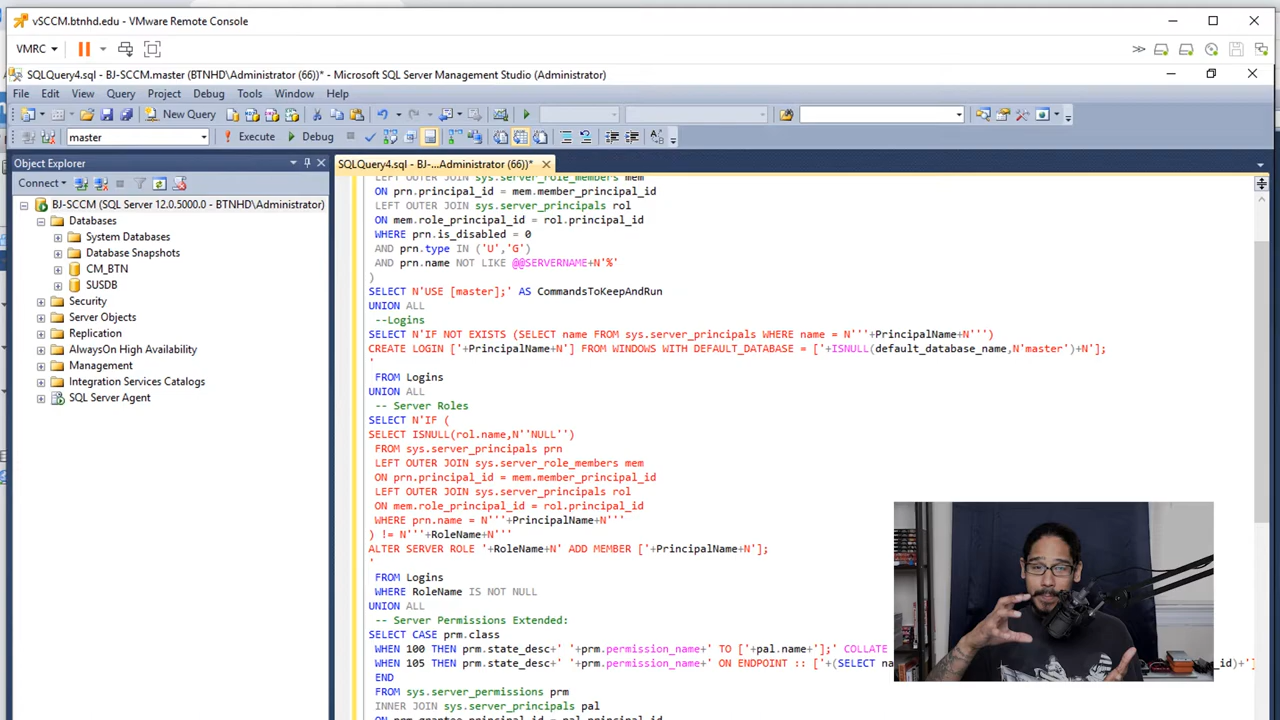 vSCCM.btnhd.edu - VMware Remote Console
VMRC
SQLQuery4.sql - BJ-SCCM.master (BTNHD\Administrator (66))* - Microsoft SQL Server Management Studio (Administrator)
File Edit View Query Project Debug Tools Window Help
New Query
master Execute Debug
Object Explorer
Connect
BJ-SCCM (SQL Server 12.0.5000.0 - BTNHD\Administrator)
Databases
System Databases
Database Snapshots
CM_BTN
SUSDB
Security
Server Objects
Replication
AlwaysOn High Availability
Management
Integration Services Catalogs
SQL Server Agent
SQLQuery4.sql - BJ-...Administrator (66))*
LEFT OUTER JOIN sys.server_role_members mem
ON prn.principal_id = mem.member_principal_id
LEFT OUTER JOIN sys.server_principals rol
ON mem.role_principal_id = rol.principal_id
WHERE prn.is_disabled = 0
AND prn.type IN ('U','G')
AND prn.name NOT LIKE @@SERVERNAME+N'%'
)
SELECT N'USE [master];' AS CommandsToKeepAndRun
UNION ALL
--Logins
SELECT N'IF NOT EXISTS (SELECT name FROM sys.server_principals WHERE name = N'''+PrincipalName+N''')
CREATE LOGIN ['+PrincipalName+N'] FROM WINDOWS WITH DEFAULT_DATABASE = ['+ISNULL(default_database_name,N'master')+N'];
'
FROM Logins
UNION ALL
-- Server Roles
SELECT N'IF (
SELECT ISNULL(rol.name,N''NULL'')
FROM sys.server_principals prn
LEFT OUTER JOIN sys.server_role_members mem
ON prn.principal_id = mem.member_principal_id
LEFT OUTER JOIN sys.server_principals rol
ON mem.role_principal_id = rol.principal_id
WHERE prn.name = N'''+PrincipalName+N'''
) != N'''+RoleName+N'''
ALTER SERVER ROLE '+RoleName+N' ADD MEMBER ['+PrincipalName+N'];
'
FROM Logins
WHERE RoleName IS NOT NULL
UNION ALL
-- Server Permissions Extended:
SELECT CASE prm.class
WHEN 100 THEN prm.state_desc+' '+prm.permission_name+' TO ['+pal.name+'];' COLLATE
WHEN 105 THEN prm.state_desc+' '+prm.permission_name+' ON ENDPOINT :: ['+(SELECT _id)+']
END
FROM sys.server_permissions prm
INNER JOIN sys.server_principals pal
ON prm.grantee_principal_id = pal.principal_id